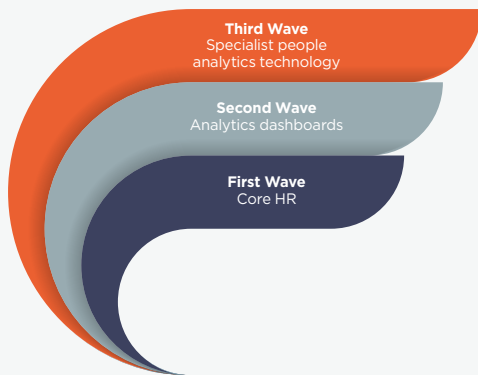 Third Wave
Specialist people
analytics technology
Second Wave
Analytics dashboards
First Wave
Core HR